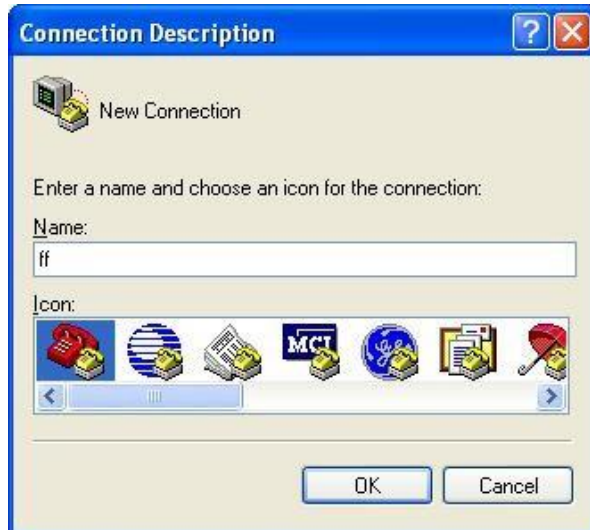 Connection Description
New Connection
Enter a name and choose an icon for the connection:
Name:
ff
Icon:
MCI
OK
Cancel